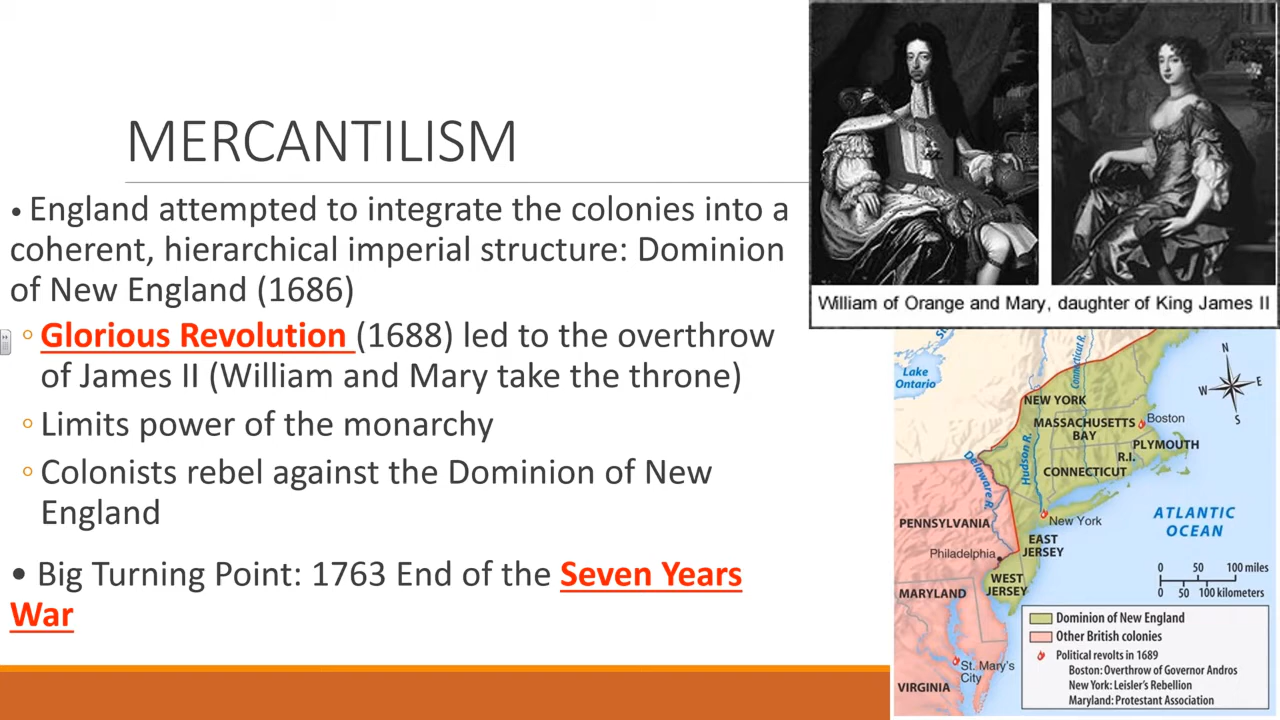 MERCANTILISM
• England attempted to integrate the colonies into a
coherent, hierarchical imperial structure: Dominion
of New England (1686)
◦ Glorious Revolution (1688) led to the overthrow
of James II (William and Mary take the throne)
◦ Limits power of the monarchy
◦ Colonists rebel against the Dominion of New
England
• Big Turning Point: 1763 End of the Seven Years
War
William of Orange and Mary, daughter of King James II
Lake
Ontario
Connecticut R.
N
W
E
S
NEW YORK
MASSACHUSETTS
BAY
Boston
PLYMOUTH
R.I.
CONNECTICUT
Hudson R.
Delaware R.
PENNSYLVANIA
New York
ATLANTIC
OCEAN
EAST
JERSEY
Philadelphia
WEST
JERSEY
MARYLAND
0 50 100 miles
0 50 100 kilometers
St. Mary's
City
VIRGINIA
Dominion of New England
Other British colonies
Political revolts in 1689
Boston: Overthrow of Governor Andros
New York: Leisler's Rebellion
Maryland: Protestant Association